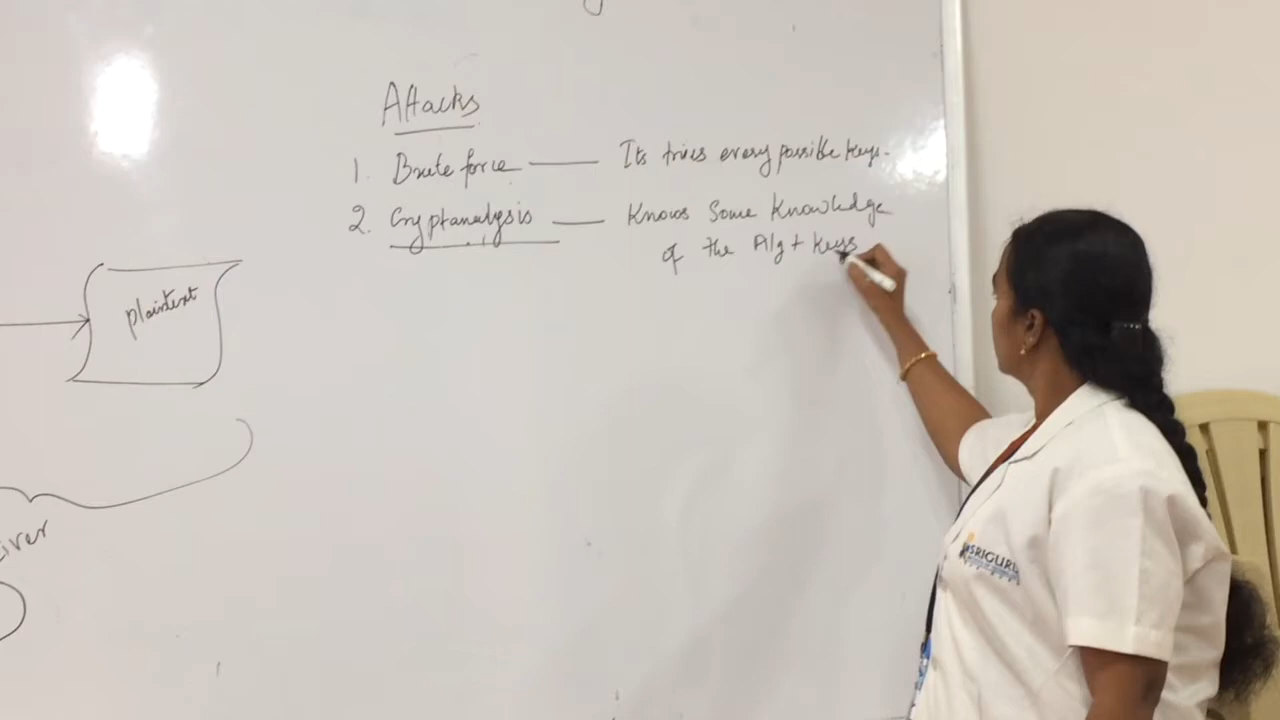 Attacks
1. Brute force —— Its tries every possible keys.
2. Cryptanalysis —— Knows Some Knowledge
of the Alg + keys
plaintext
iver
SRIGURU